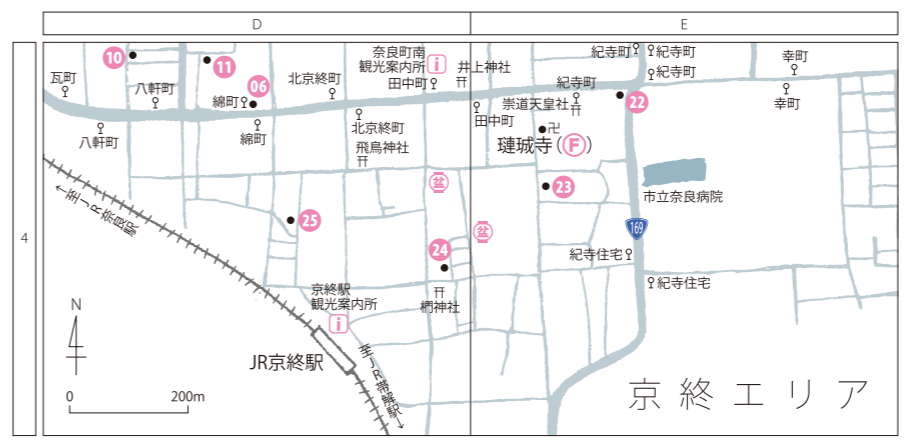 D
E
4
10
11
06
瓦町
八軒町
八軒町
綿町
綿町
北京終町
北京終町
飛鳥神社
奈良町南
観光案内所
i
田中町
井上神社
田中町
紀寺町
紀寺町
紀寺町
紀寺町
崇道天皇社
幸町
幸町
22
卍
璉珹寺(F)
23
市立奈良病院
盆
盆
169
24
25
紀寺住宅
紀寺住宅
椚神社
京終駅
観光案内所
i
JR京終駅
←至JR奈良駅
至JR帯解駅→
N
0
200m
京終エリア